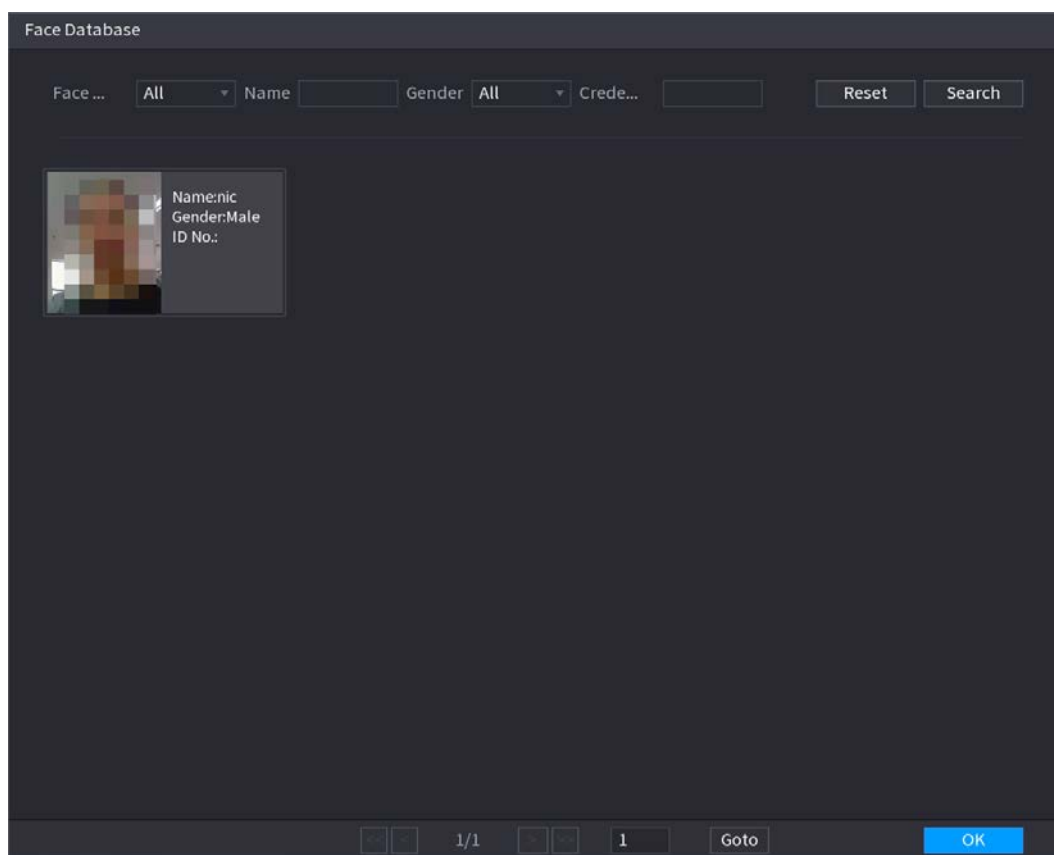 Face Database
Face ... All Name Gender All Crede... Reset Search
Name:nic
Gender:Male
ID No.:
1/1 1 Goto OK